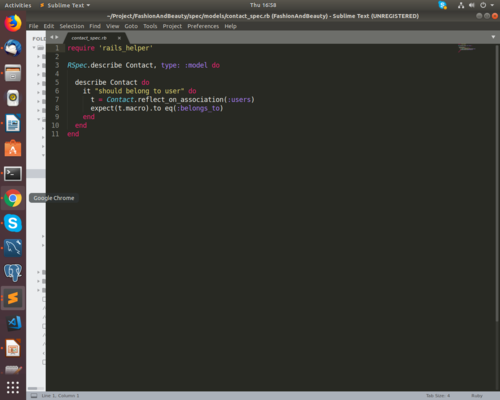 Activities
Sublime Text
Thu 16:58
~/Project/FashionAndBeauty/spec/models/contact_spec.rb (FashionAndBeauty) - Sublime Text (UNREGISTERED)
File Edit Selection Find View Goto Tools Project Preferences Help
FOL
contact_spec.rb
1 require 'rails_helper'
2
3 RSpec.describe Contact, type: :model do
4
5 describe Contact do
6 it "should belong to user" do
7 t = Contact.reflect_on_association(:users)
8 expect(t.macro).to eq(:belongs_to)
9 end
10 end
11 end
Google Chrome
Line 1, Column 1
Tab Size: 4
Ruby